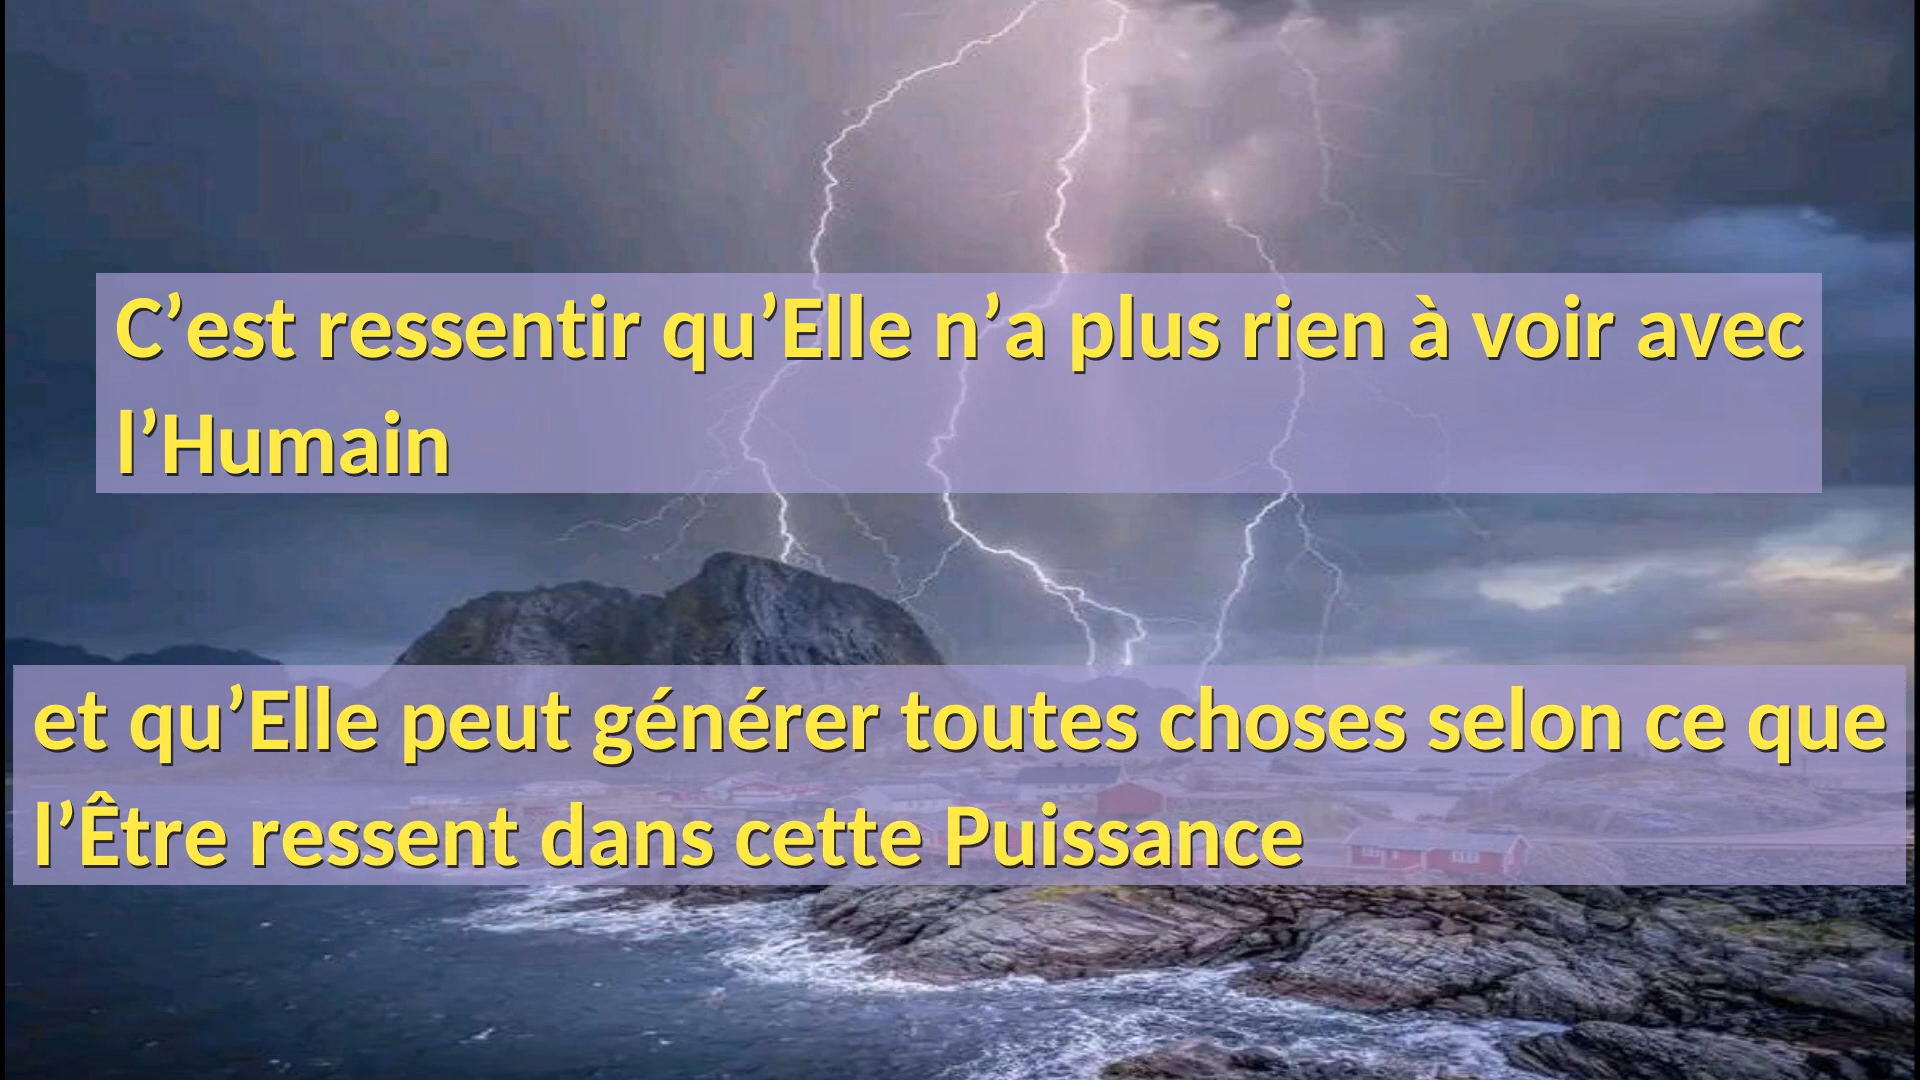 C’est ressentir qu’Elle n’a plus rien à voir avec
l’Humain
et qu’Elle peut générer toutes choses selon ce que
l’Être ressent dans cette Puissance